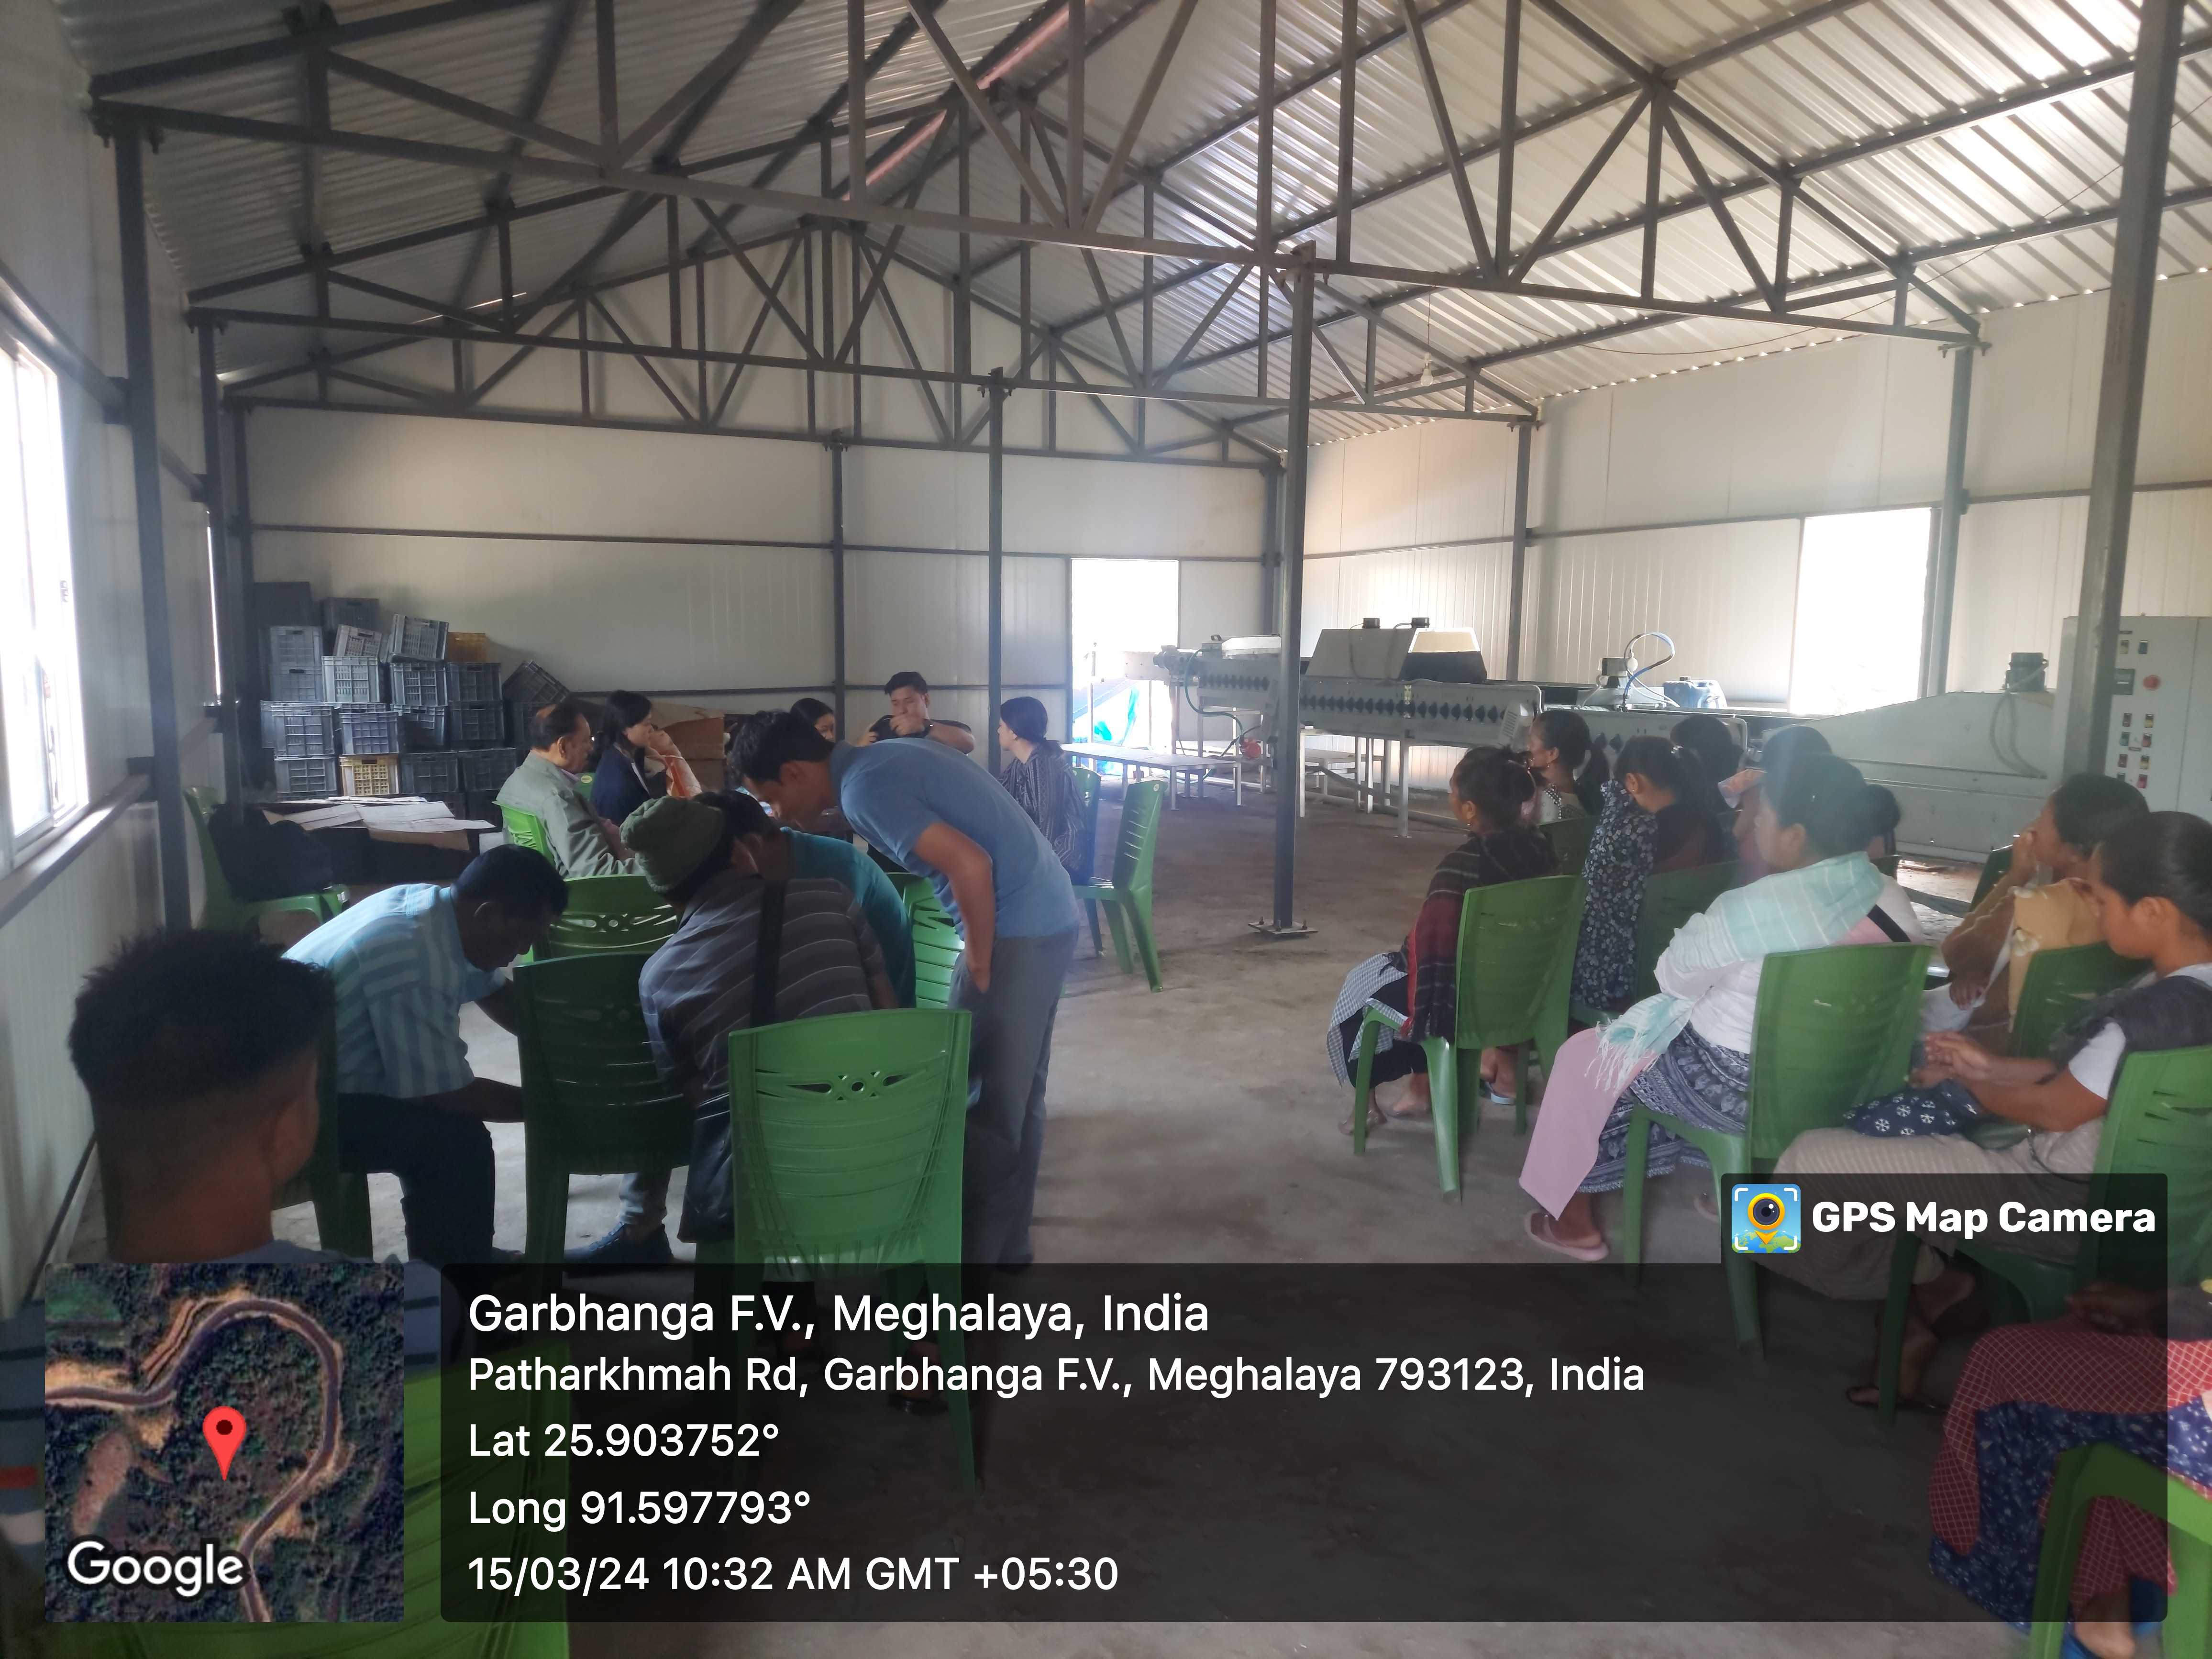 GPS Map Camera
Garbhanga F.V., Meghalaya, India
Patharkhmah Rd, Garbhanga F.V., Meghalaya 793123, India
Lat 25.903752°
Long 91.597793°
15/03/24 10:32 AM GMT +05:30
Google